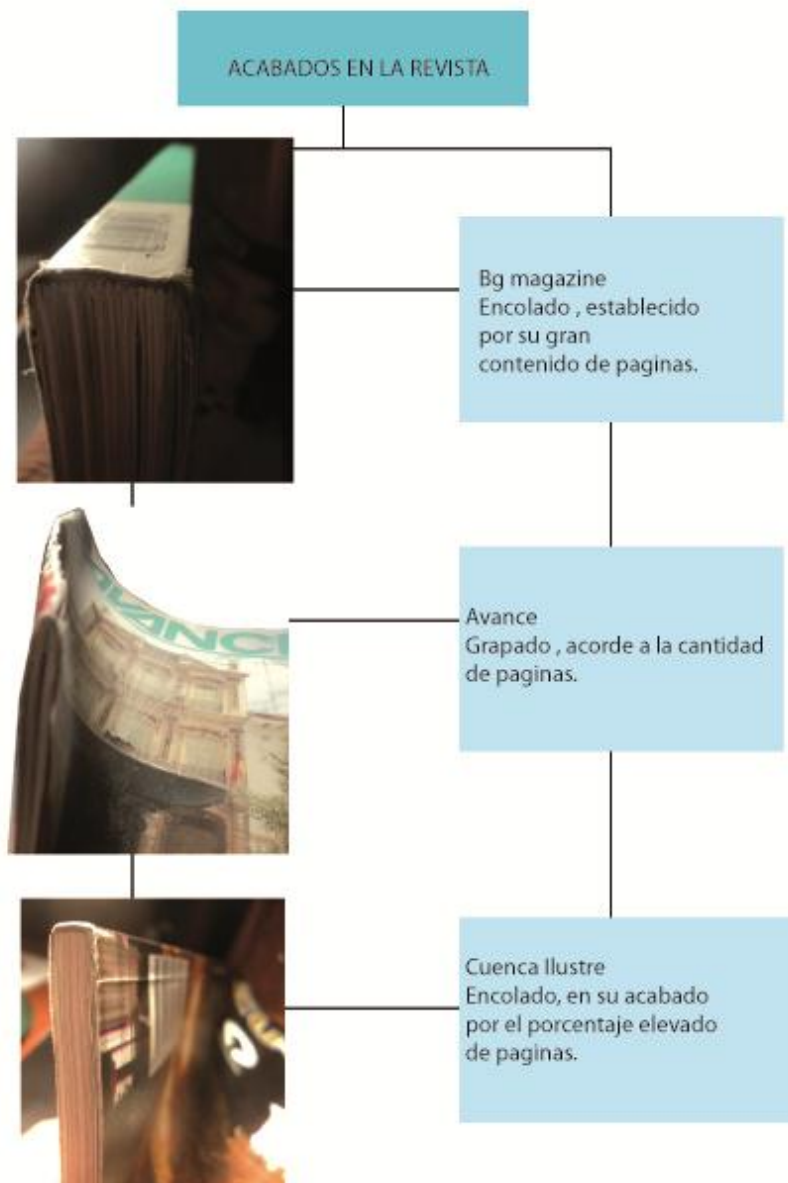 ACABADOS EN LA REVISTA
Bg magazine
Encolado , establecido
por su gran
contenido de paginas.
AVANC
Avance
Grapado , acorde a la cantidad
de paginas.
Cuenca Ilustre
Encolado, en su acabado
por el porcentaje elevado
de paginas.